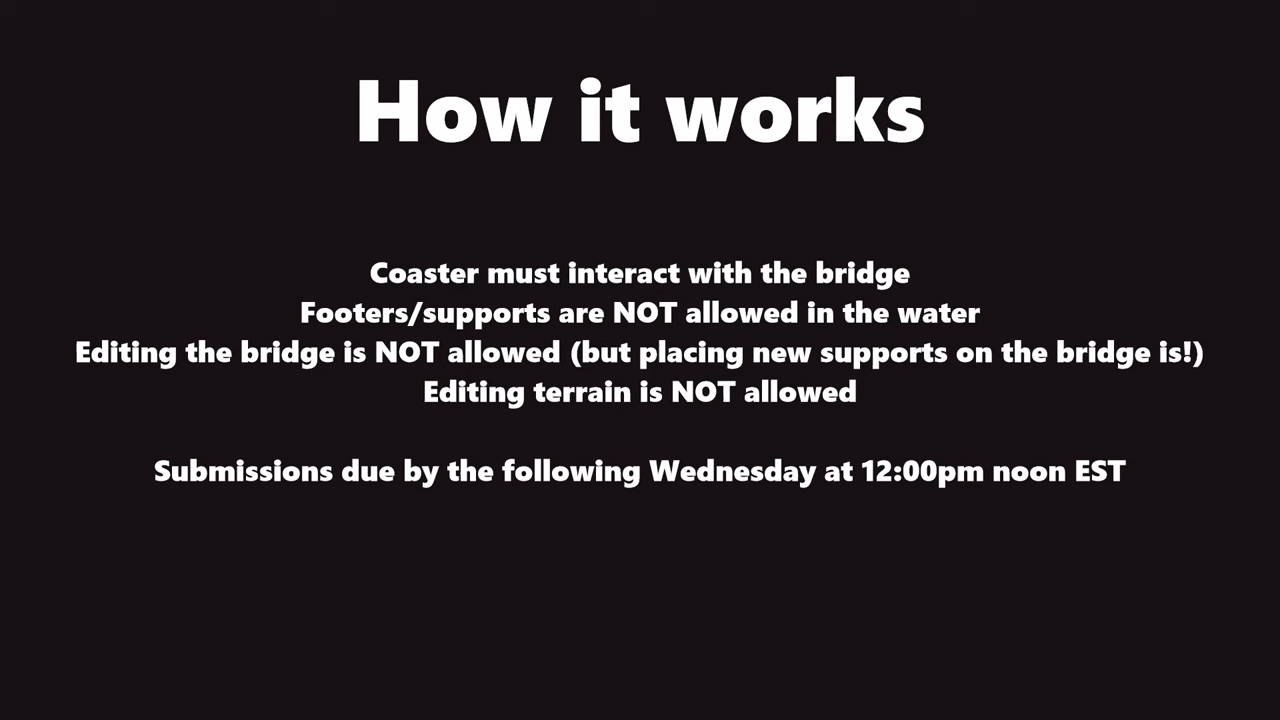 How it works
Coaster must interact with the bridge
Footers/supports are NOT allowed in the water
Editing the bridge is NOT allowed (but placing new supports on the bridge is!)
Editing terrain is NOT allowed
Submissions due by the following Wednesday at 12:00pm noon EST